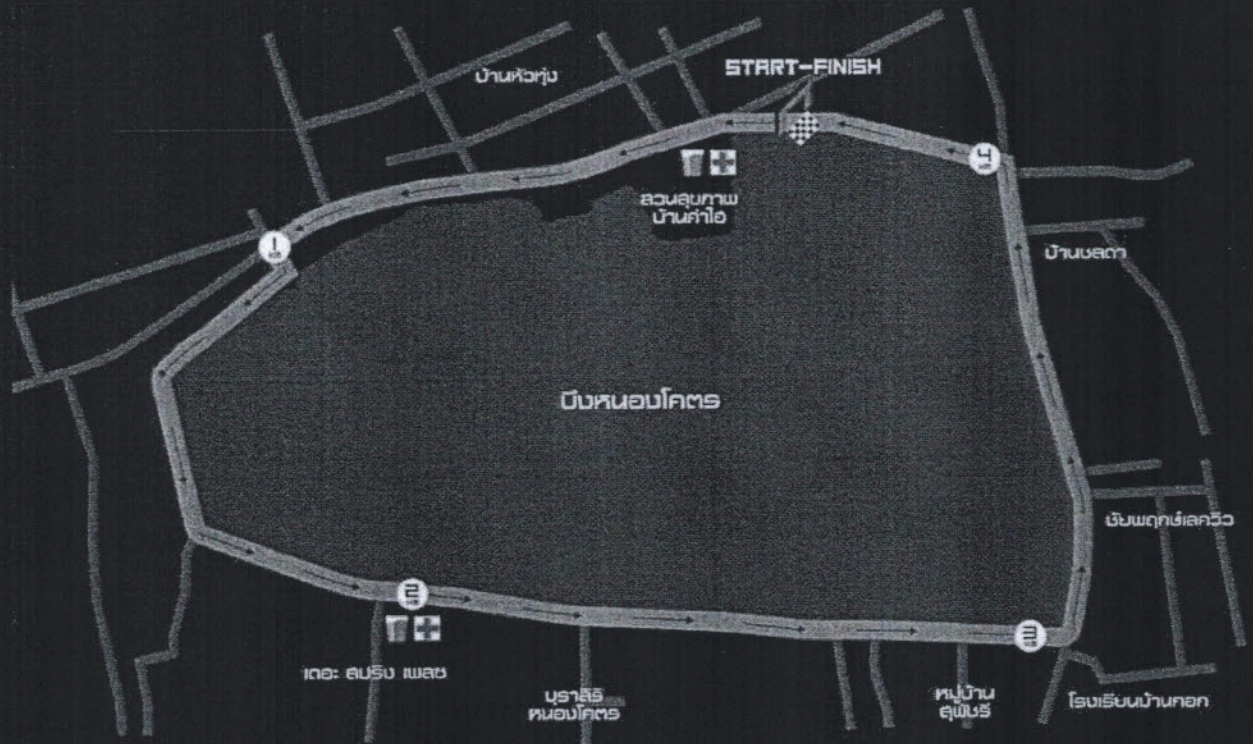 START-FINISH
บ้านหัวทุ่ง
4
สวนสุขภาพ
บ้านคำไฮ
1
บ้านชลดา
บึงหนองโคตร
ชัยพฤกษ์เลควิว
2
3
เดอะ สปริง เพลซ
บุราสิริ
หนองโคตร
หมู่บ้าน
สุพิชรี
โรงเรียนบ้านกอก